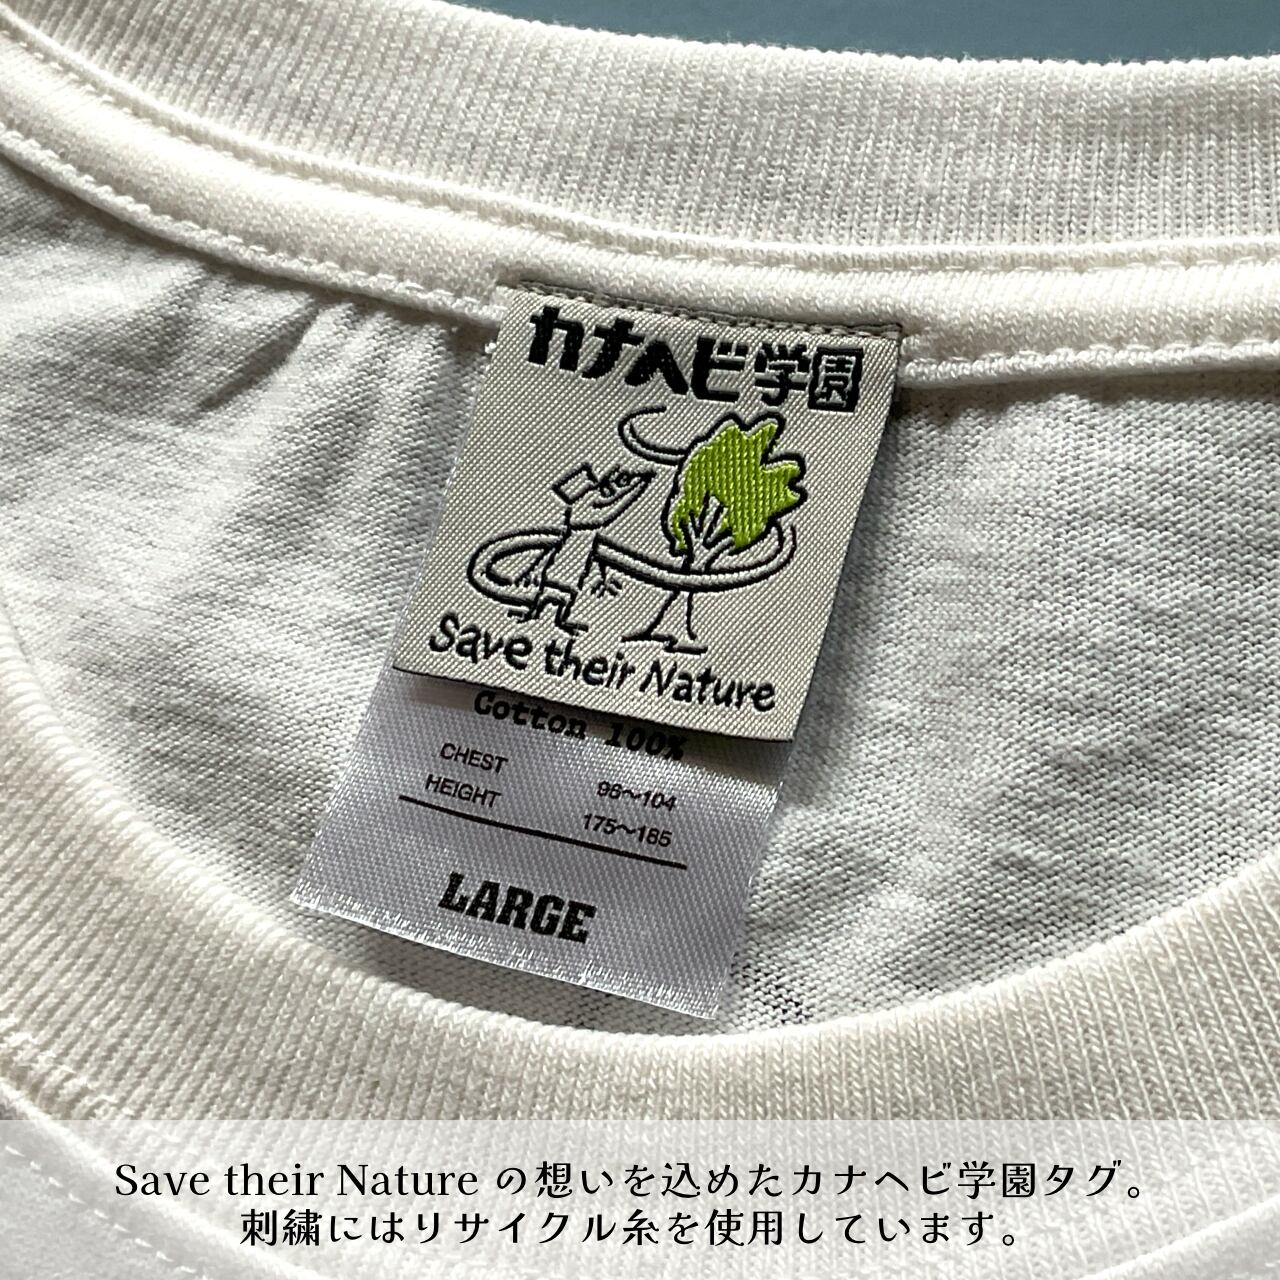 カナヘビ学園
Save their Nature
Cotton 100%
CHEST 96〜104
HEIGHT 175〜185
LARGE
Save their Nature の想いを込めたカナヘビ学園タグ。
刺繍にはリサイクル糸を使用しています。